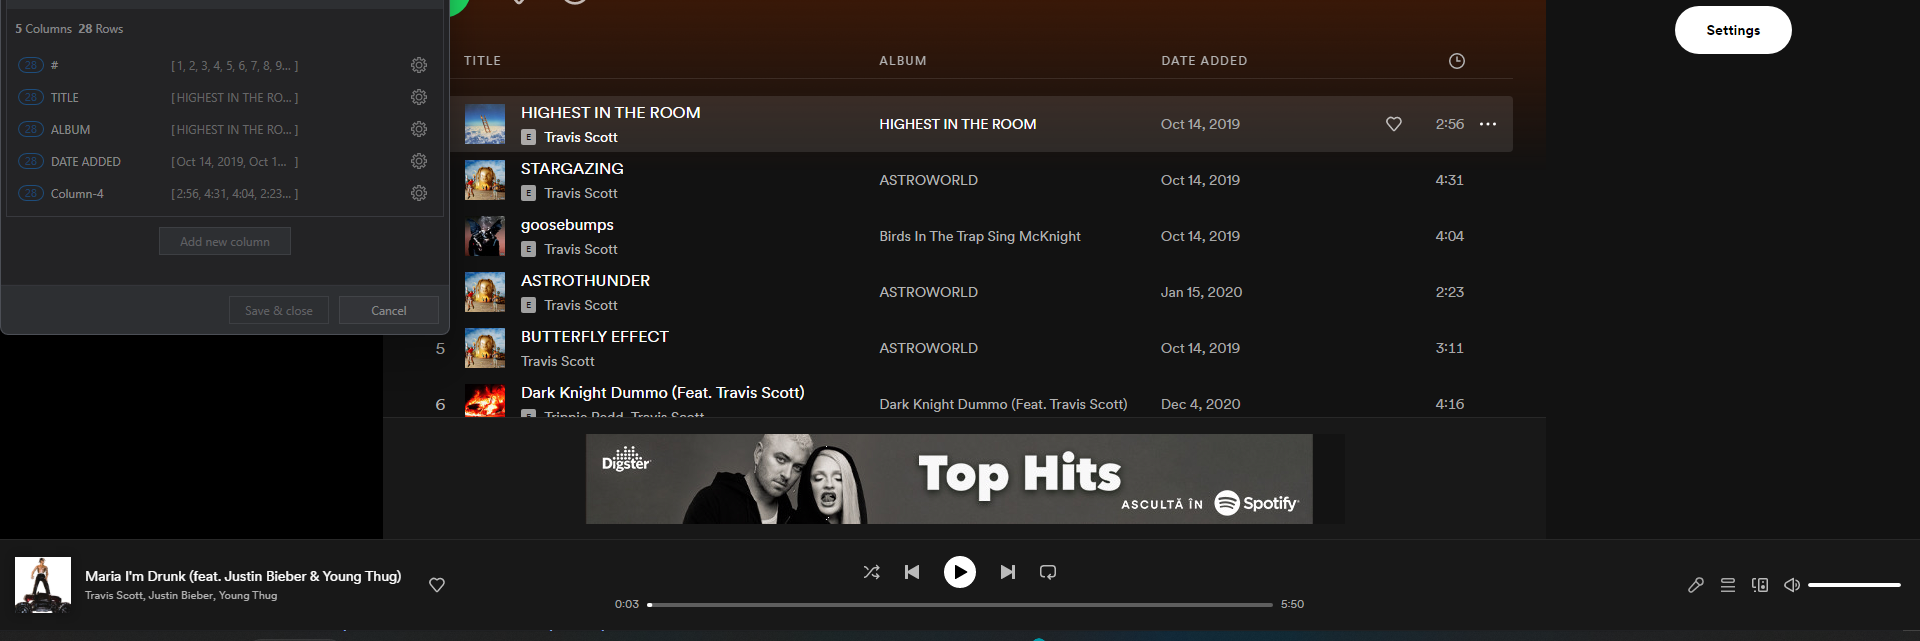 5 Columns 28 Rows
28 # [ 1, 2, 3, 4, 5, 6, 7, 8, 9... ]
28 TITLE [ HIGHEST IN THE RO... ]
28 ALBUM [ HIGHEST IN THE RO... ]
28 DATE ADDED [ Oct 14, 2019, Oct 1... ]
28 Column-4 [ 2:56, 4:31, 4:04, 2:23... ]
Add new column
Save & close Cancel
TITLE ALBUM DATE ADDED
HIGHEST IN THE ROOM
E Travis Scott
HIGHEST IN THE ROOM Oct 14, 2019 2:56
STARGAZING
E Travis Scott
ASTROWORLD Oct 14, 2019 4:31
goosebumps
E Travis Scott
Birds In The Trap Sing McKnight Oct 14, 2019 4:04
ASTROTHUNDER
E Travis Scott
ASTROWORLD Jan 15, 2020 2:23
5 BUTTERFLY EFFECT
Travis Scott
ASTROWORLD Oct 14, 2019 3:11
6 Dark Knight Dummo (Feat. Travis Scott)
E Trippie Redd, Travis Scott
Dark Knight Dummo (Feat. Travis Scott) Dec 4, 2020 4:16
Settings
Digster
Top Hits
ASCULTĂ ÎN Spotify
Maria I'm Drunk (feat. Justin Bieber & Young Thug)
Travis Scott, Justin Bieber, Young Thug
0:03 5:50